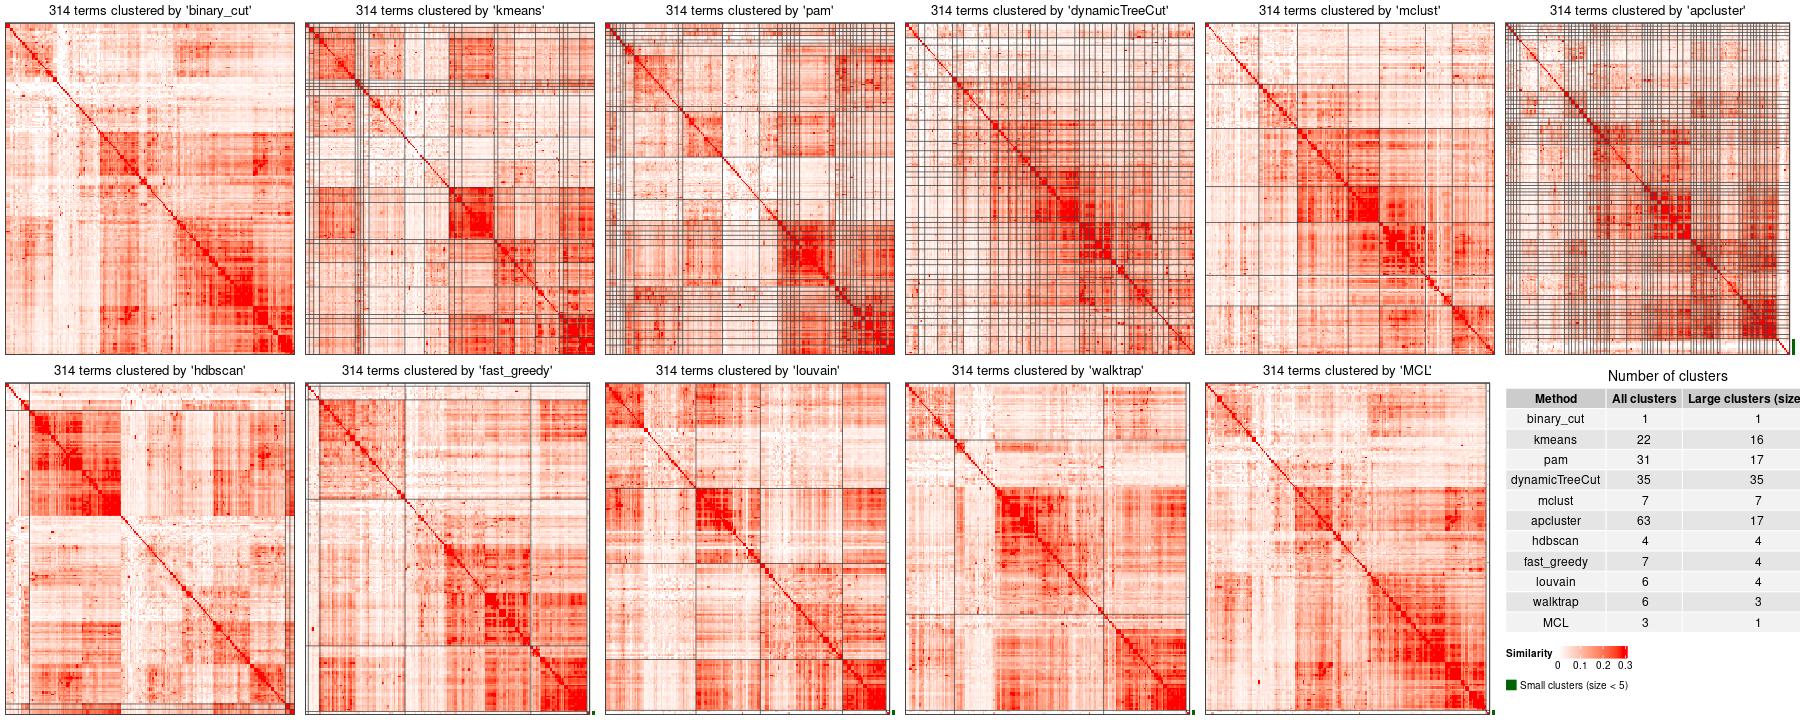 314 terms clustered by 'binary_cut'
314 terms clustered by 'kmeans'
314 terms clustered by 'pam'
314 terms clustered by 'dynamicTreeCut'
314 terms clustered by 'mclust'
314 terms clustered by 'apcluster'
314 terms clustered by 'hdbscan'
314 terms clustered by 'fast_greedy'
314 terms clustered by 'louvain'
314 terms clustered by 'walktrap'
314 terms clustered by 'MCL'
Number of clusters
Method All clusters Large clusters (size
binary_cut 1 1
kmeans 22 16
pam 31 17
dynamicTreeCut 35 35
mclust 7 7
apcluster 63 17
hdbscan 4 4
fast_greedy 7 4
louvain 6 4
walktrap 6 3
MCL 3 1
Similarity
0 0.1 0.2 0.3
Small clusters (size < 5)